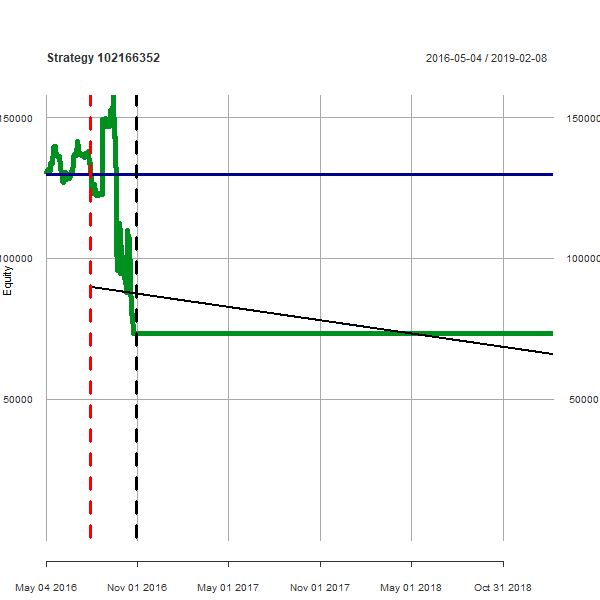 Strategy 102166352
2016-05-04 / 2019-02-08
150000
150000
100000
100000
Equity
50000
50000
May 04 2016
Nov 01 2016
May 01 2017
Nov 01 2017
May 01 2018
Oct 31 2018